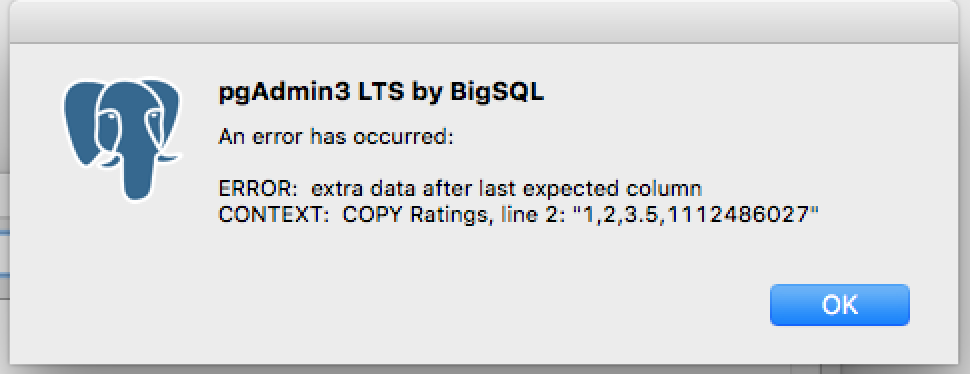 pgAdmin3 LTS by BigSQL
An error has occurred:
ERROR:  extra data after last expected column
CONTEXT:  COPY Ratings, line 2: "1,2,3.5,1112486027"
OK